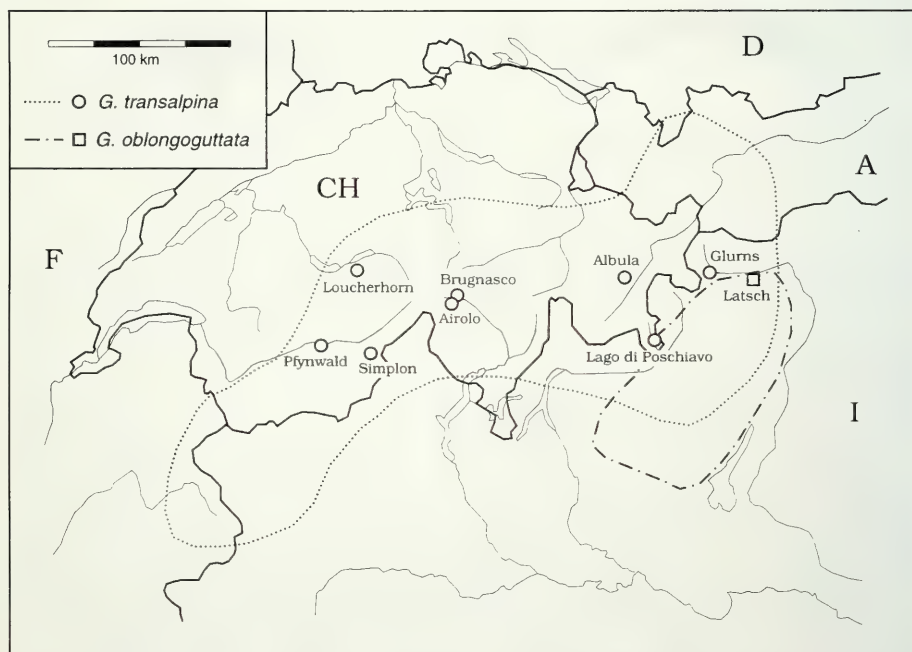 100 km
G. transalpina
G. oblongoguttata
D
A
CH
F
I
Glurns
Latsch
Albula
Brugnasco
Airolo
Loucherhorn
Lago di Poschiavo
Pfynwald
Simplon